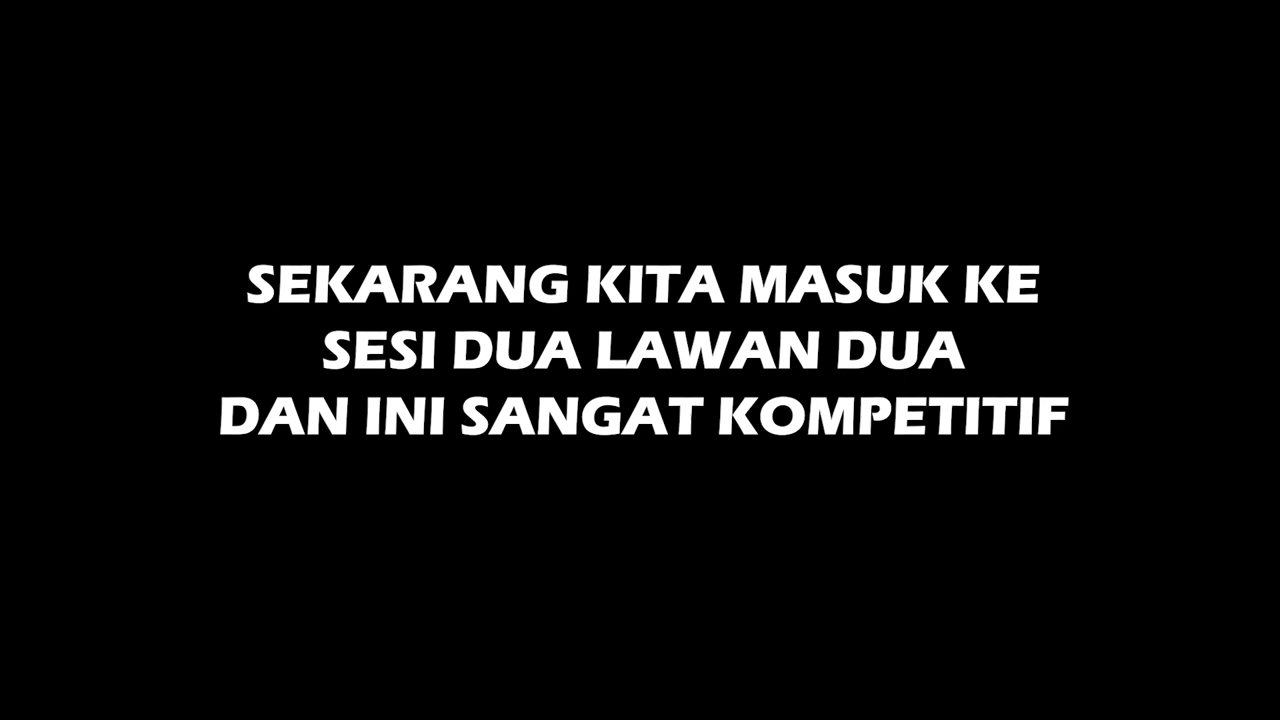 SEKARANG KITA MASUK KE
SESI DUA LAWAN DUA
DAN INI SANGAT KOMPETITIF